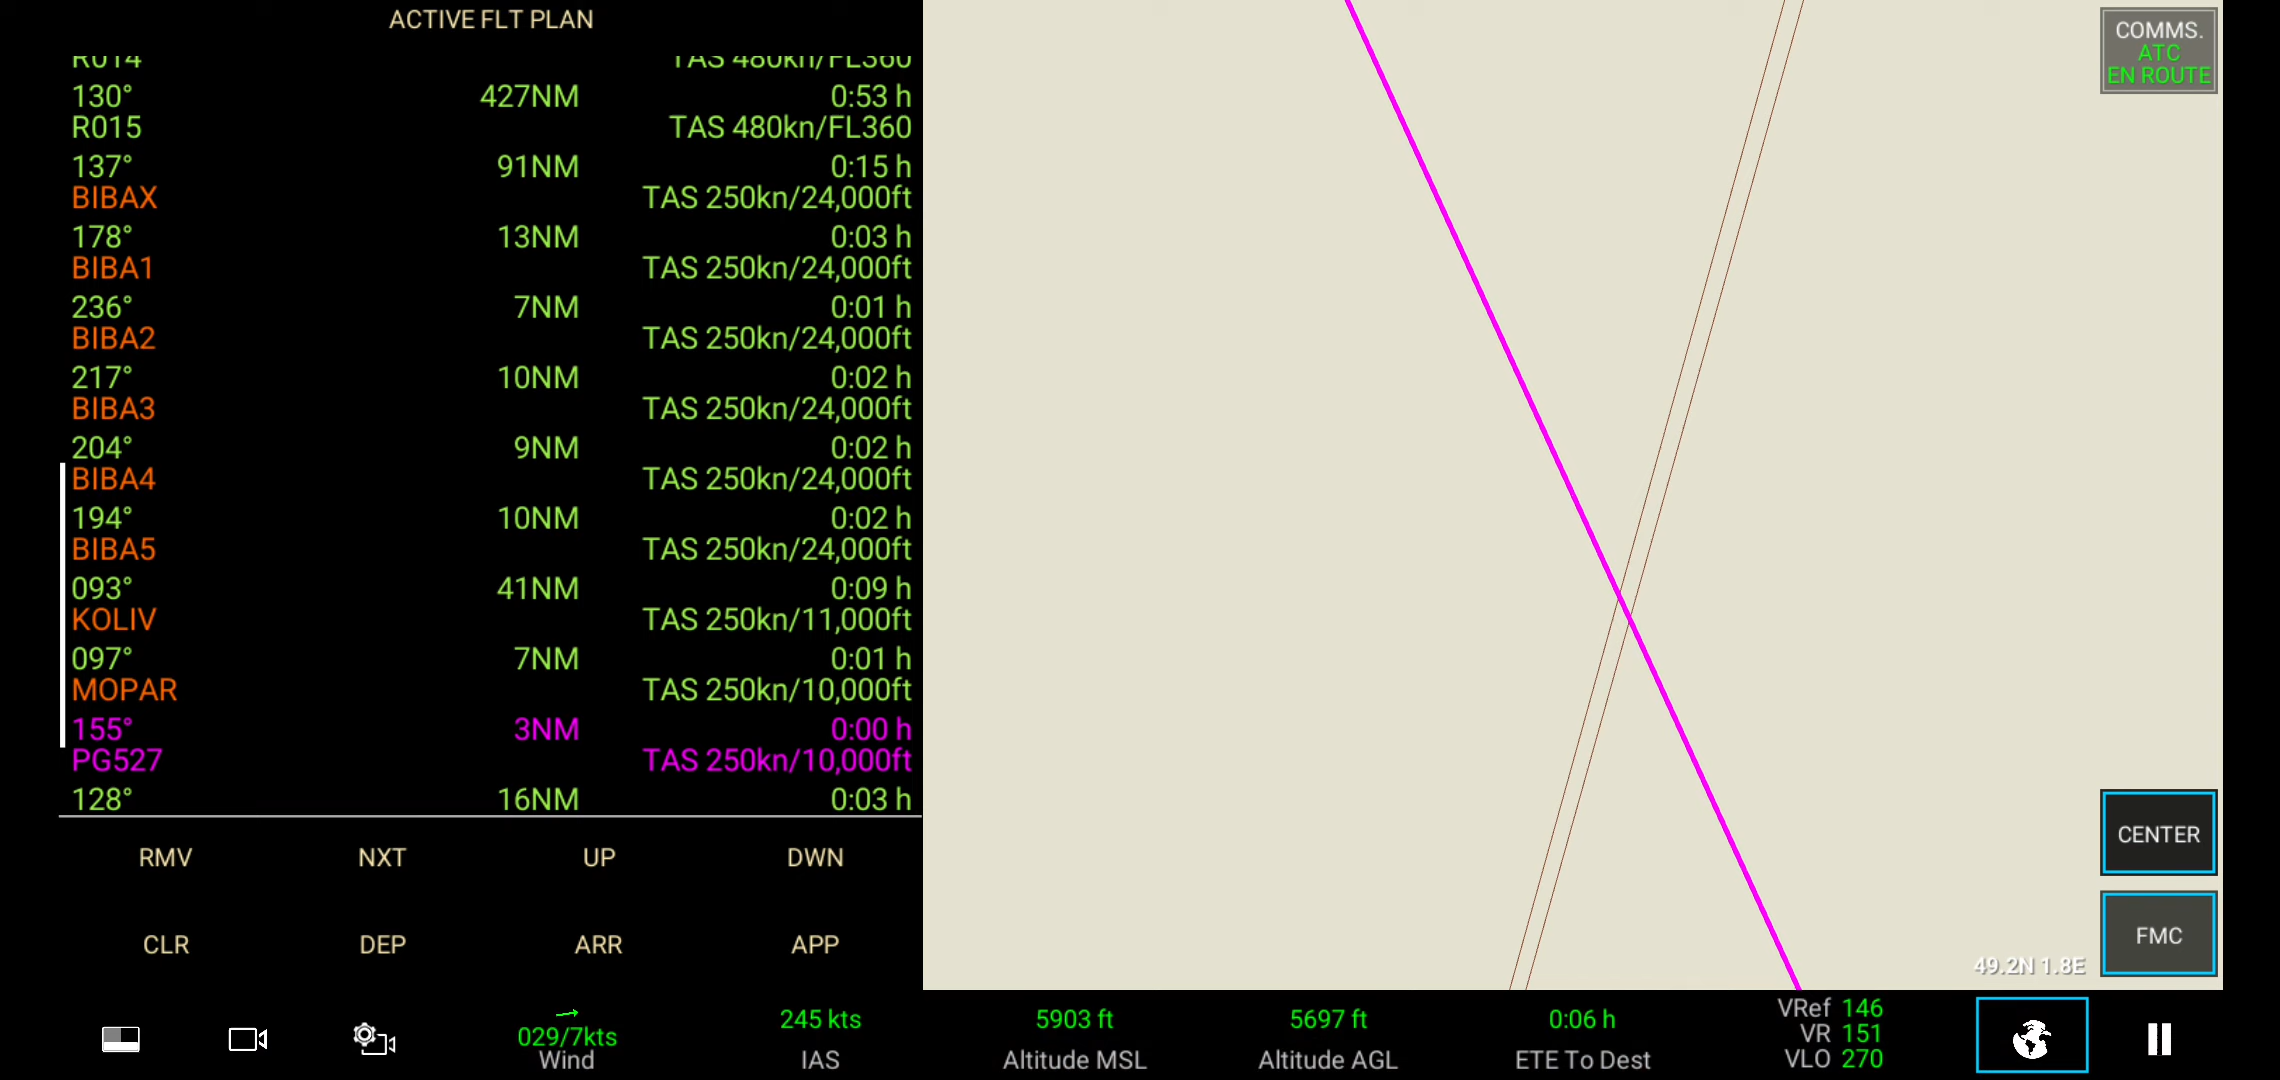 ACTIVE FLT PLAN
R014 TAS 480kn/FL360
130° 427NM 0:53 h
R015 TAS 480kn/FL360
137° 91NM 0:15 h
BIBAX TAS 250kn/24,000ft
178° 13NM 0:03 h
BIBA1 TAS 250kn/24,000ft
236° 7NM 0:01 h
BIBA2 TAS 250kn/24,000ft
217° 10NM 0:02 h
BIBA3 TAS 250kn/24,000ft
204° 9NM 0:02 h
BIBA4 TAS 250kn/24,000ft
194° 10NM 0:02 h
BIBA5 TAS 250kn/24,000ft
093° 41NM 0:09 h
KOLIV TAS 250kn/11,000ft
097° 7NM 0:01 h
MOPAR TAS 250kn/10,000ft
155° 3NM 0:00 h
PG527 TAS 250kn/10,000ft
128° 16NM 0:03 h
RMV NXT UP DWN
CLR DEP ARR APP
COMMS.
ATC
EN ROUTE
CENTER
FMC
49.2N 1.8E
029/7kts
Wind
245 kts
IAS
5903 ft
Altitude MSL
5697 ft
Altitude AGL
0:06 h
ETE To Dest
VRef 146
VR 151
VLO 270